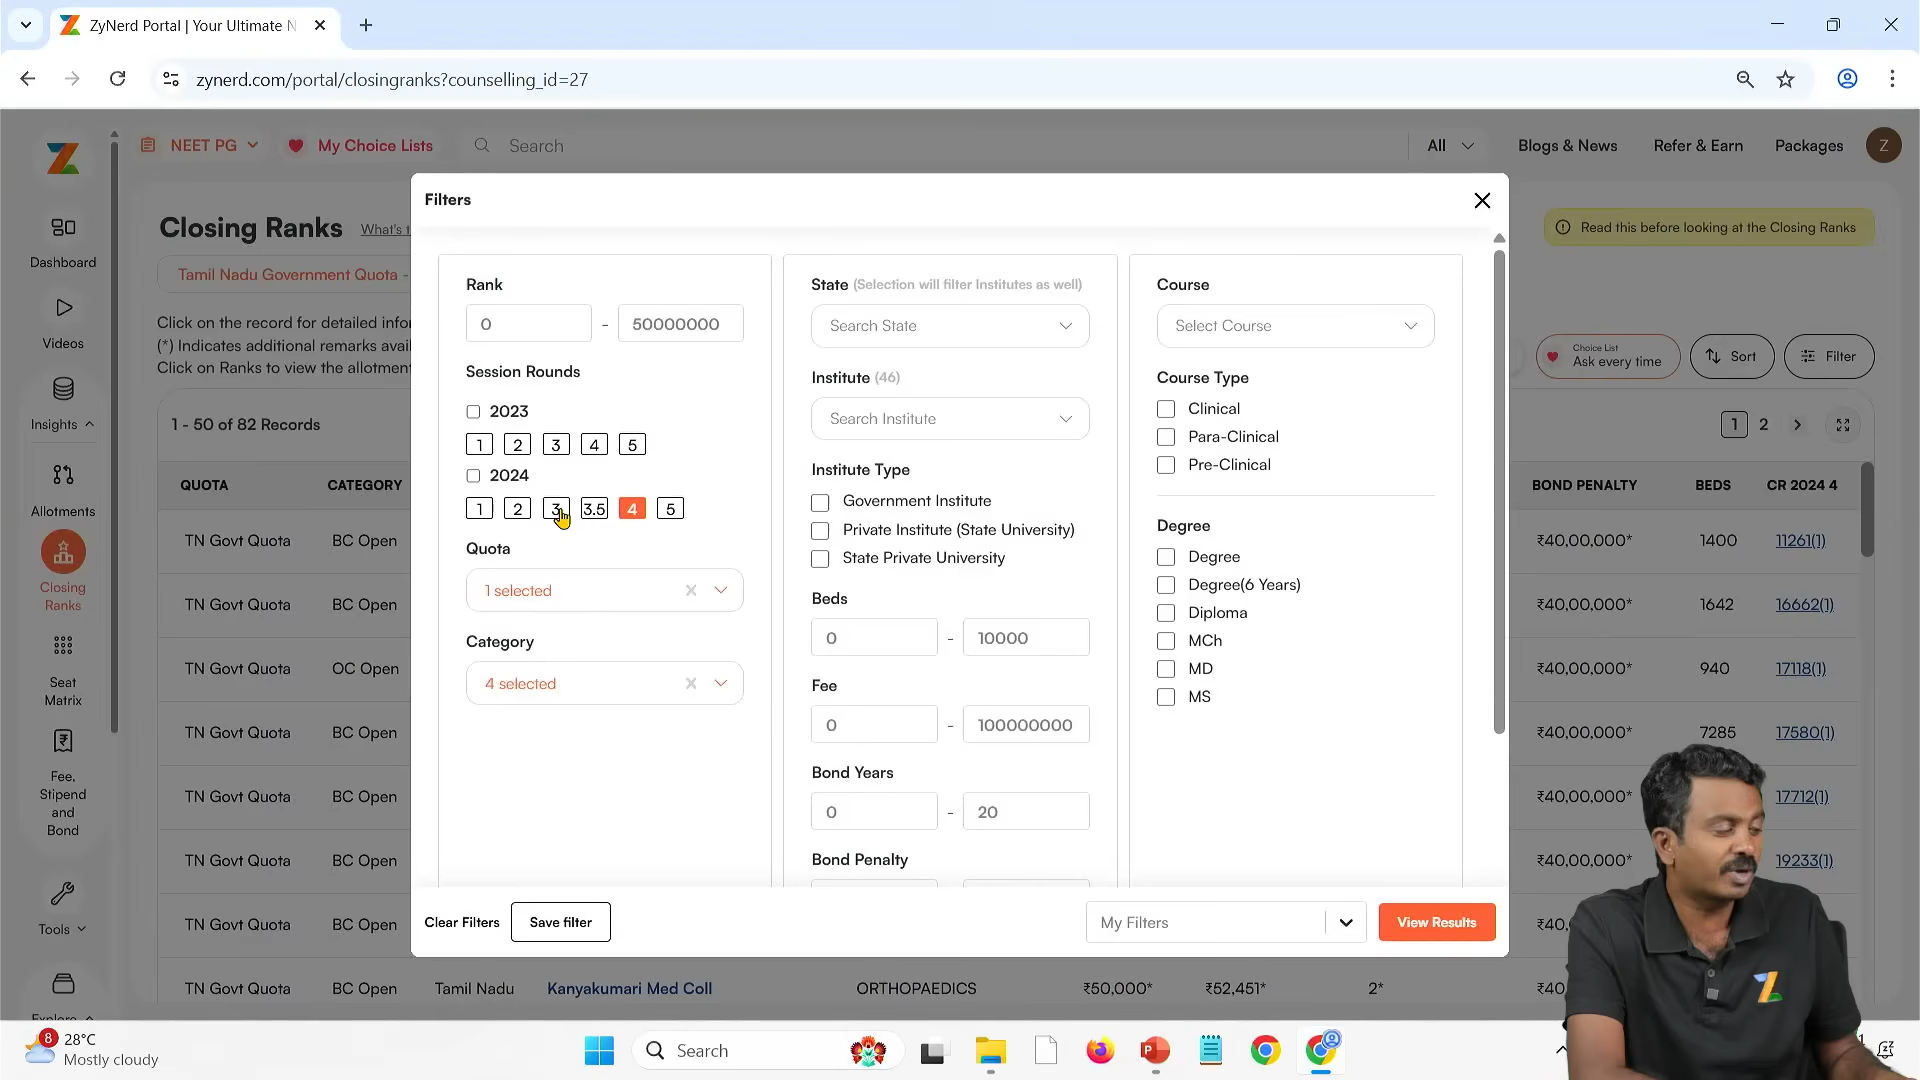 ZyNerd Portal | Your Ultimate N
zynerd.com/portal/closingranks?counselling_id=27
NEET PG
My Choice Lists
Search
All
Blogs & News
Refer & Earn
Packages
Z
Dashboard
Videos
Insights
Allotments
Closing
Ranks
Seat
Matrix
Fee,
Stipend
and
Bond
Tools
Closing Ranks
What's t
Read this before looking at the Closing Ranks
Tamil Nadu Government Quota -
Click on the record for detailed infor
(*) Indicates additional remarks avail
Click on Ranks to view the allotment
Choice List
Ask every time
Sort
Filter
1 - 50 of 82 Records
1 2
QUOTA CATEGORY BOND PENALTY BEDS CR 2024 4
TN Govt Quota BC Open ₹40,00,000* 1400 11261(1)
TN Govt Quota BC Open ₹40,00,000* 1642 16662(1)
TN Govt Quota OC Open ₹40,00,000* 940 17118(1)
TN Govt Quota BC Open ₹40,00,000* 7285 17580(1)
TN Govt Quota BC Open ₹40,00,000* 17712(1)
TN Govt Quota BC Open ₹40,00,000* 19233(1)
TN Govt Quota BC Open ₹40,0
TN Govt Quota BC Open Tamil Nadu Kanyakumari Med Coll ORTHOPAEDICS ₹50,000* ₹52,451* 2* ₹40
Filters
Rank
0 - 50000000
Session Rounds
2023
1 2 3 4 5
2024
1 2 3 3.5 4 5
Quota
1 selected
Category
4 selected
State (Selection will filter Institutes as well)
Search State
Institute (46)
Search Institute
Institute Type
Government Institute
Private Institute (State University)
State Private University
Beds
0 - 10000
Fee
0 - 100000000
Bond Years
0 - 20
Bond Penalty
Course
Select Course
Course Type
Clinical
Para-Clinical
Pre-Clinical
Degree
Degree
Degree(6 Years)
Diploma
MCh
MD
MS
Clear Filters
Save filter
My Filters
View Results
8
28°C
Mostly cloudy
Search